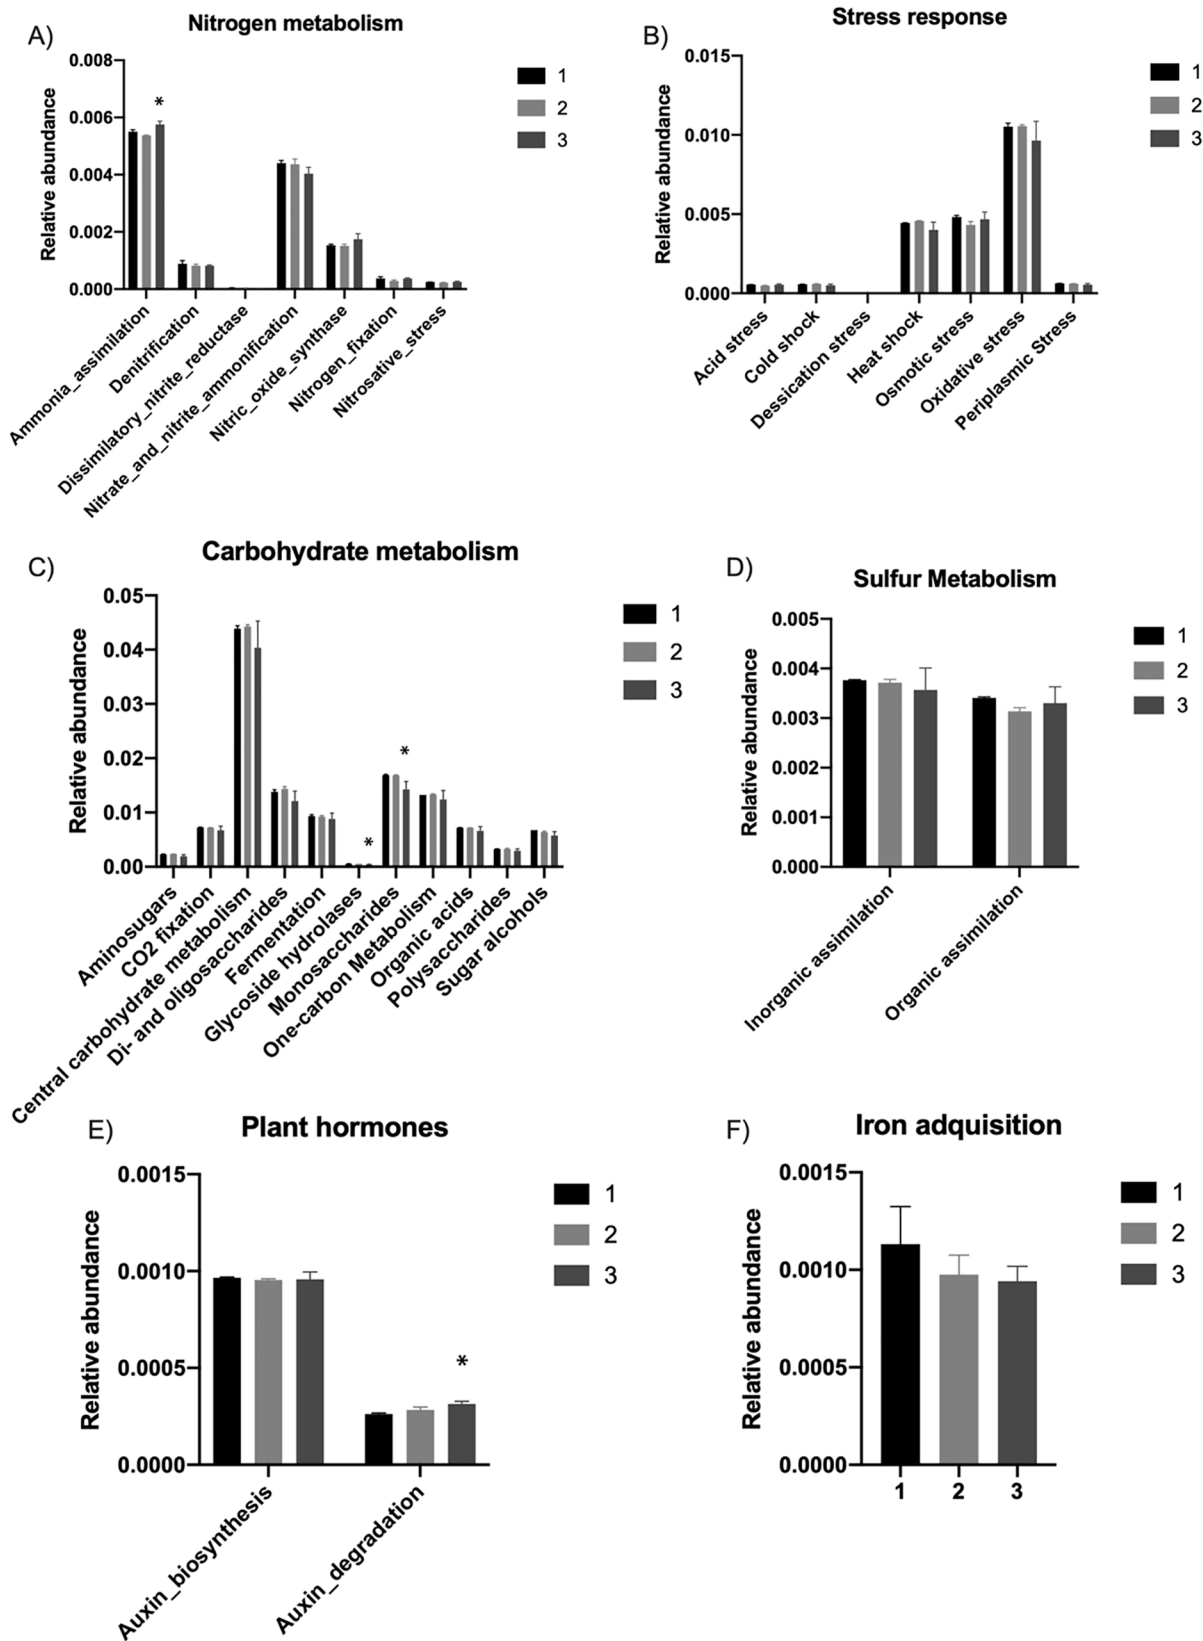 A)
Nitrogen metabolism
Relative abundance
0.008
0.006
0.004
0.002
0.000
*
1
2
3
Ammonia_assimilation
Denitrification
Dissimilatory_nitrite_reductase
Nitrate_and_nitrite_ammonification
Nitric_oxide_synthase
Nitrogen_fixation
Nitrosative_stress
B)
Stress response
Relative abundance
0.015
0.010
0.005
0.000
1
2
3
Acid stress
Cold shock
Dessication stress
Heat shock
Osmotic stress
Oxidative stress
Periplasmic Stress
C)
Carbohydrate metabolism
Relative abundance
0.05
0.04
0.03
0.02
0.01
0.00
*
*
1
2
3
Aminosugars
CO2 fixation
Central carbohydrate metabolism
Di- and oligosaccharides
Fermentation
Glycoside hydrolases
Monosaccharides
One-carbon Metabolism
Organic acids
Polysaccharides
Sugar alcohols
D)
Sulfur Metabolism
Relative abundance
0.005
0.004
0.003
0.002
0.001
0.000
1
2
3
Inorganic assimilation
Organic assimilation
E)
Plant hormones
Relative abundance
0.0015
0.0010
0.0005
0.0000
*
1
2
3
Auxin_biosynthesis
Auxin_degradation
F)
Iron adquisition
Relative abundance
0.0015
0.0010
0.0005
0.0000
1
2
3
1 2 3